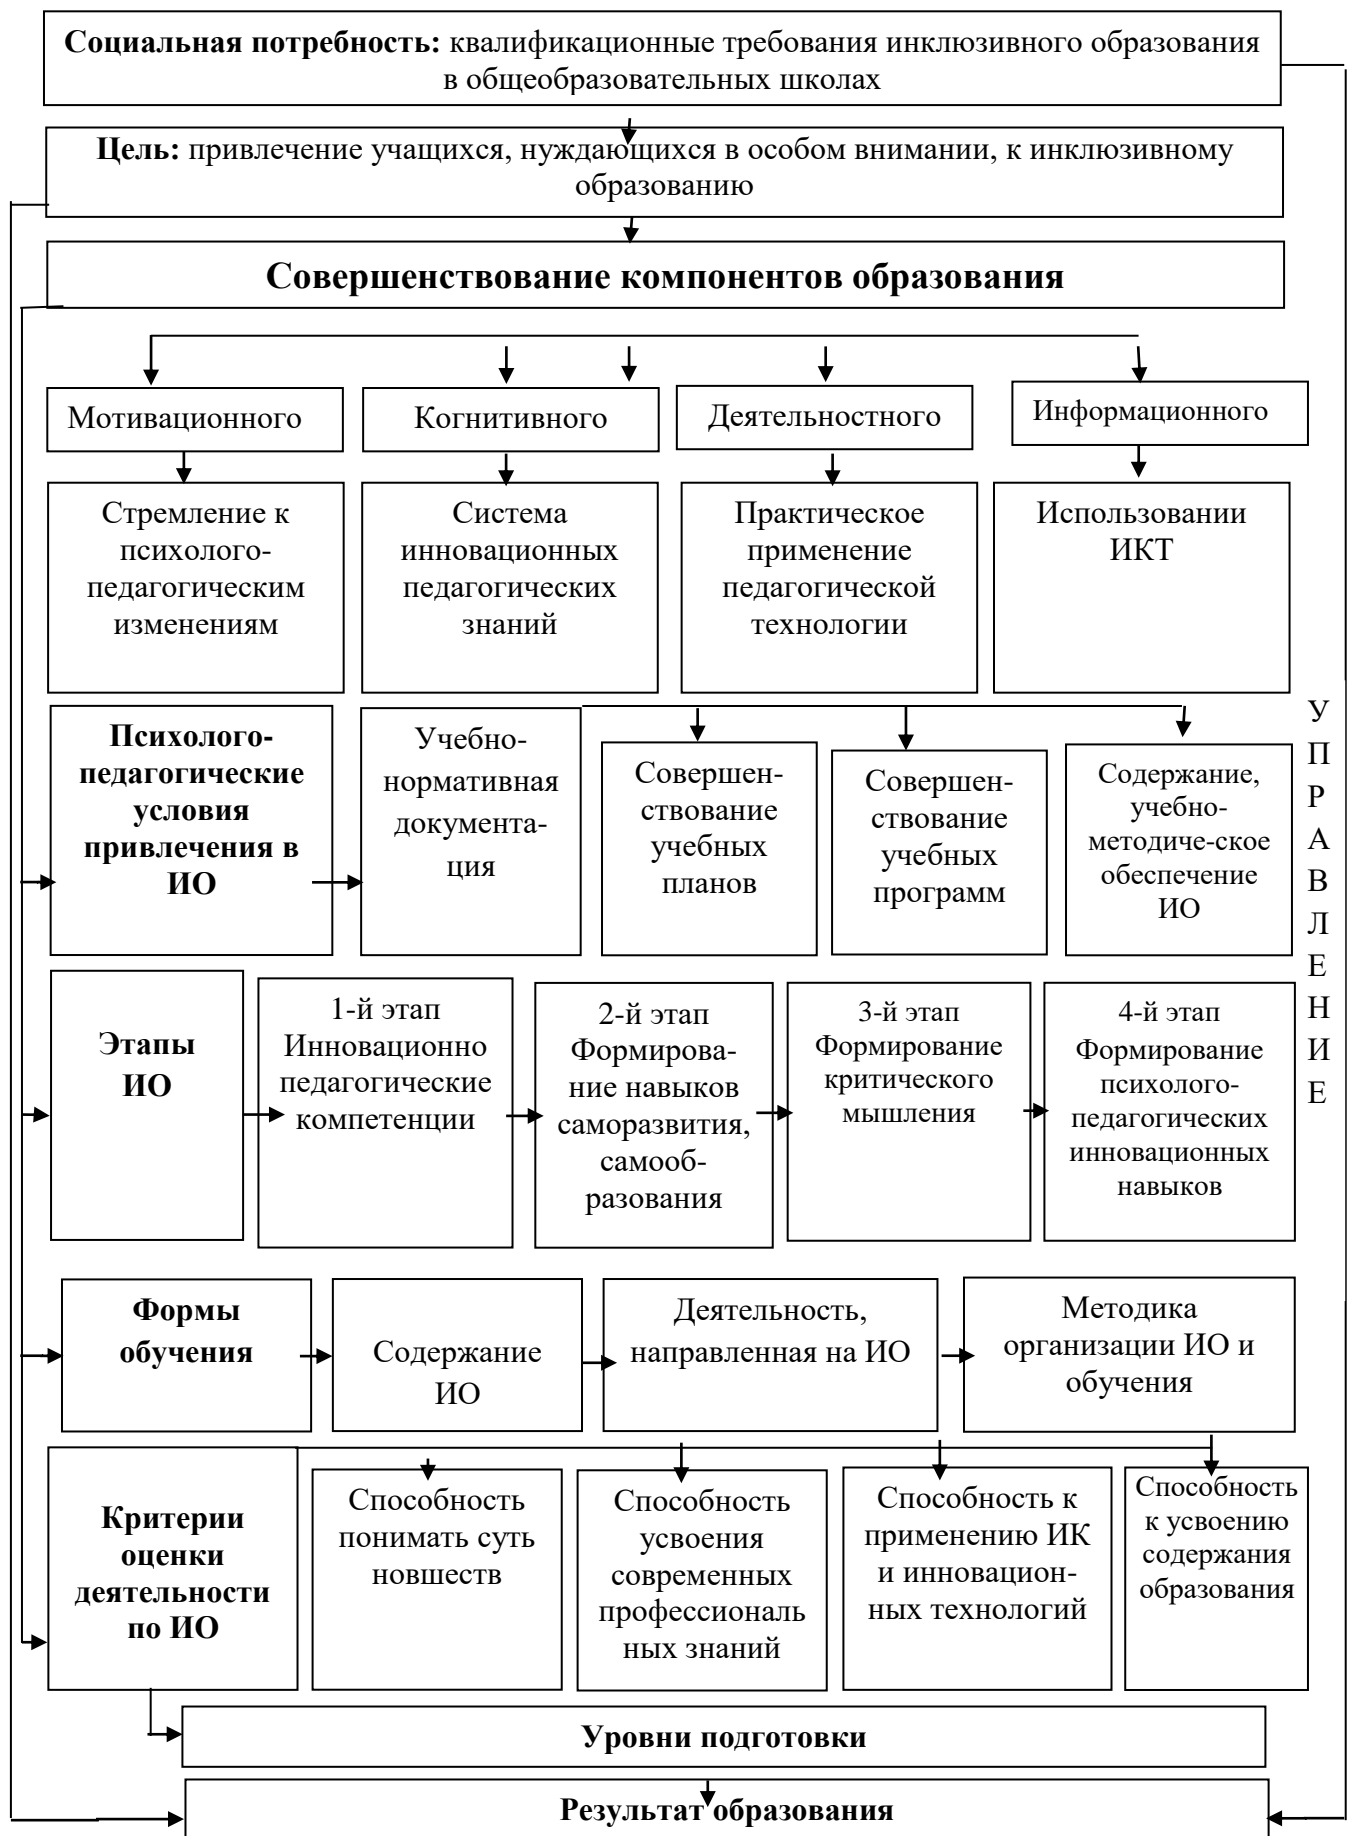 Социальная потребность: квалификационные требования инклюзивного образования
в общеобразовательных школах
Цель: привлечение учащихся, нуждающихся в особом внимании, к инклюзивному
образованию
Совершенствование компонентов образования
Мотивационного
Когнитивного
Деятельностного
Информационного
Стремление к
психолого-
педагогическим
изменениям
Система
инновационных
педагогических
знаний
Практическое
применение
педагогической
технологии
Использовании
ИКТ
Психолого-
педагогические
условия
привлечения в
ИО
Учебно-
нормативная
документа-
ция
Совершен-
ствование
учебных
планов
Совершен-
ствование
учебных
программ
Содержание,
учебно-
методиче-ское
обеспечение
ИО
У
П
Р
А
В
Л
Е
Н
И
Е
Этапы
ИО
1-й этап
Инновационно
педагогические
компетенции
2-й этап
Формирова-
ние навыков
саморазвития,
самооб-
разования
3-й этап
Формирование
критического
мышления
4-й этап
Формирование
психолого-
педагогических
инновационных
навыков
Формы
обучения
Содержание
ИО
Деятельность,
направленная на ИО
Методика
организации ИО и
обучения
Критерии
оценки
деятельности
по ИО
Способность
понимать суть
новшеств
Способность
усвоения
современных
профессиональ
ных знаний
Способность к
применению ИК
и инновацион-
ных технологий
Способность
к усвоению
содержания
образования
Уровни подготовки
Результат образования